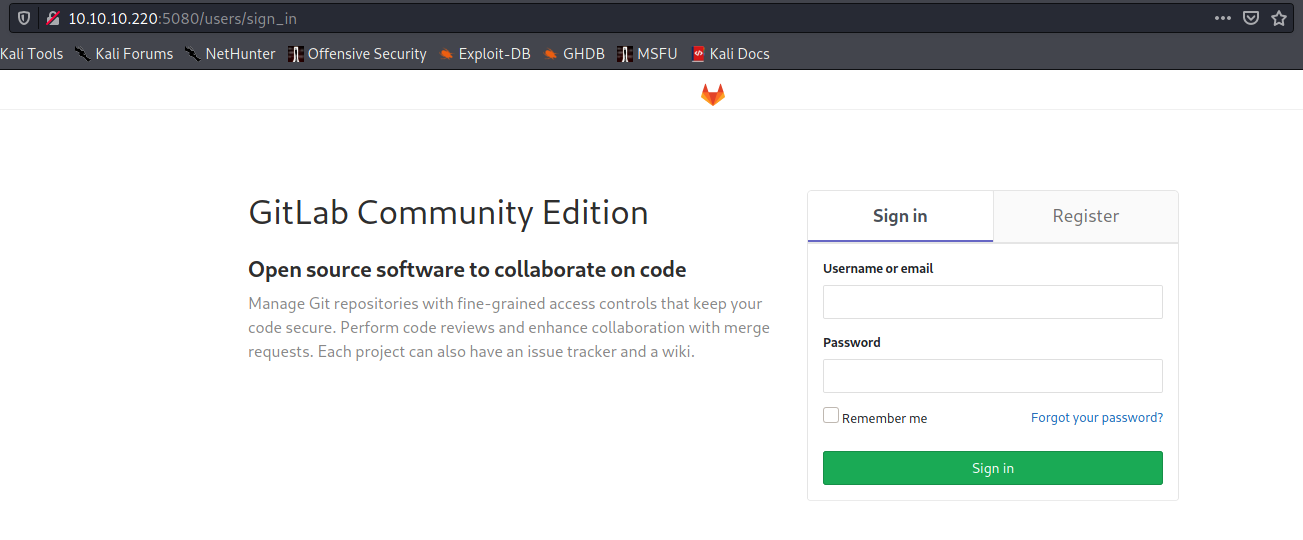 10.10.10.220:5080/users/sign_in
Kali Tools Kali Forums NetHunter Offensive Security Exploit-DB GHDB MSFU Kali Docs
GitLab Community Edition
Open source software to collaborate on code
Manage Git repositories with fine-grained access controls that keep your
code secure. Perform code reviews and enhance collaboration with merge
requests. Each project can also have an issue tracker and a wiki.
Sign in Register
Username or email
Password
Remember me Forgot your password?
Sign in